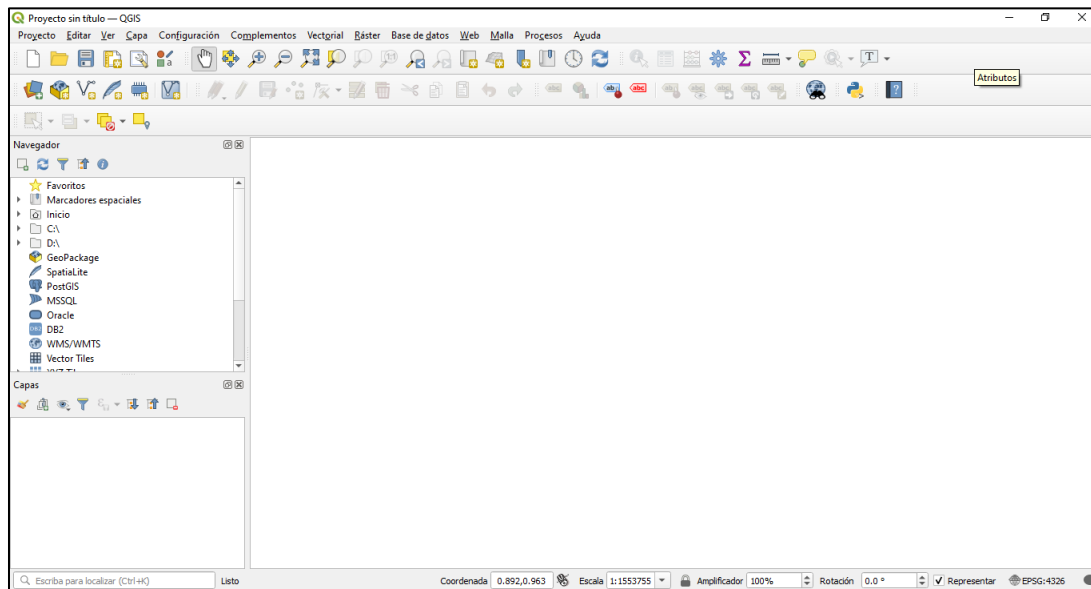 Proyecto sin título — QGIS
Proyecto Editar Ver Capa Configuración Complementos Vectorial Ráster Base de datos Web Malla Procesos Ayuda
Atributos
Navegador
Favoritos
Marcadores espaciales
Inicio
C:\
D:\
GeoPackage
SpatiaLite
PostGIS
MSSQL
Oracle
DB2
WMS/WMTS
Vector Tiles
Capas
Escriba para localizar (Ctrl+K) Listo Coordenada 0.892,0.963 Escala 1:1553755 Amplificador 100% Rotación 0.0 ° Representar EPSG:4326